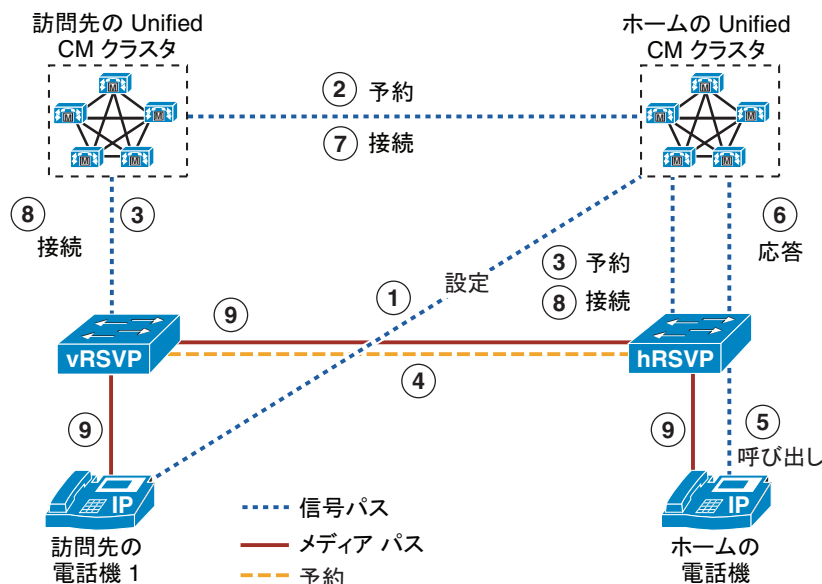 訪問先の Unified
CM クラスタ
ホームの Unified
CM クラスタ
② 予約
⑦ 接続
⑧ ③
接続
⑥
応答
③ 予約
⑧ 接続
① 設定
⑨
vRSVP
hRSVP
④
⑨
⑨
⑤
呼び出し
IP
IP
訪問先の
電話機 1
信号パス
メディア パス
予約
ホームの
電話機
M
M
M
M
M
M
M
M
M
M